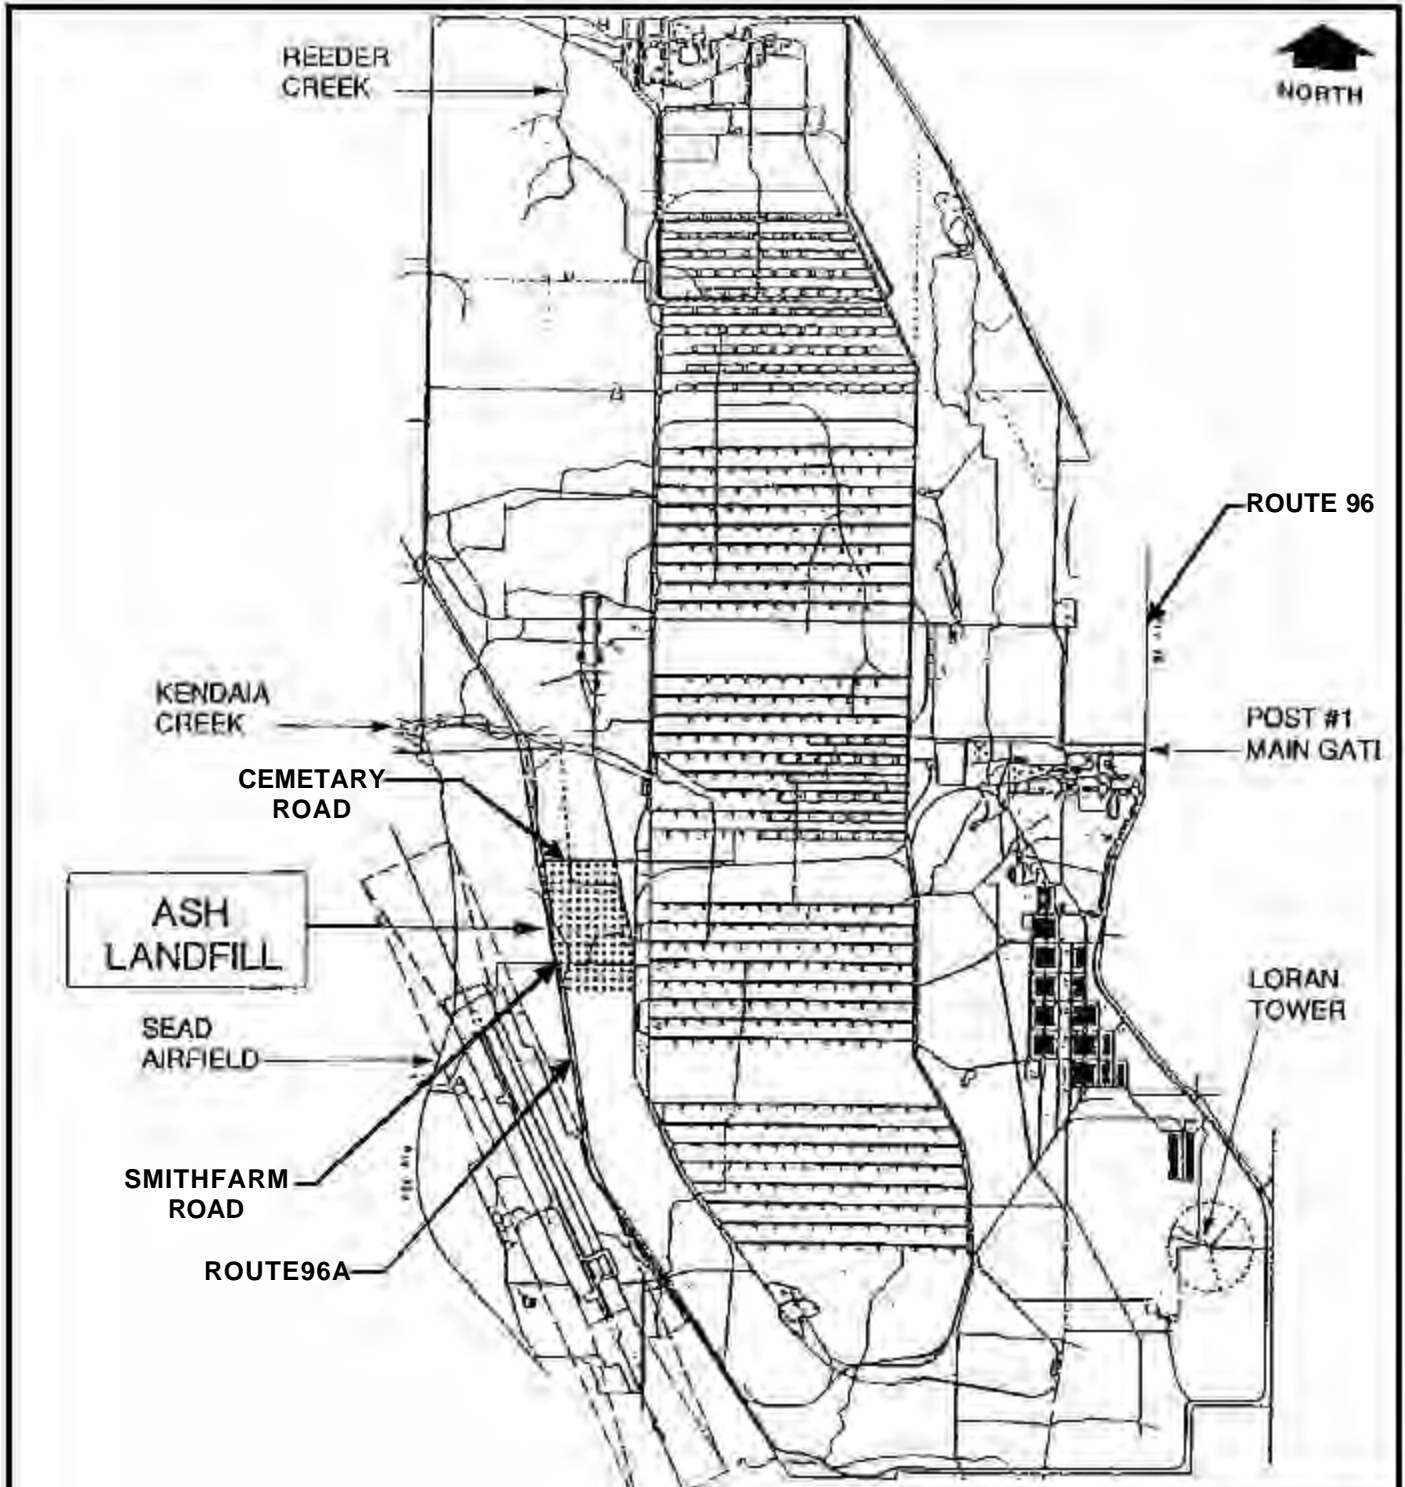 REEDER
CREEK
NORTH
ROUTE 96
KENDAIA
CREEK
POST #1
MAIN GATE
CEMETARY
ROAD
ASH
LANDFILL
LORAN
TOWER
SEAD
AIRFIELD
SMITHFARM
ROAD
ROUTE96A